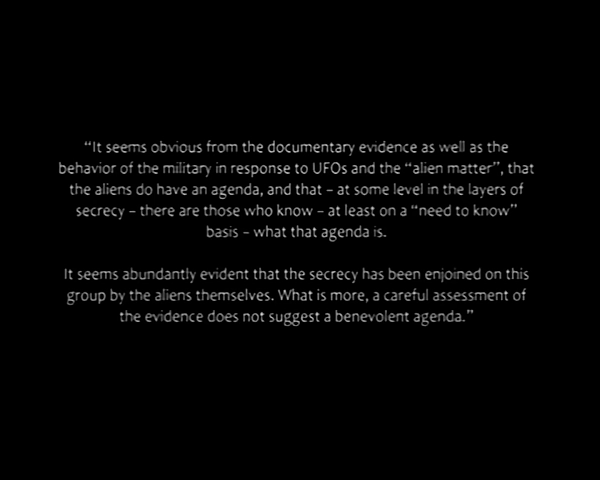 “It seems obvious from the documentary evidence as well as the
behavior of the military in response to UFOs and the “alien matter”, that
the aliens do have an agenda, and that – at some level in the layers of
secrecy – there are those who know – at least on a “need to know”
basis – what that agenda is.
It seems abundantly evident that the secrecy has been enjoined on this
group by the aliens themselves. What is more, a careful assessment of
the evidence does not suggest a benevolent agenda.”